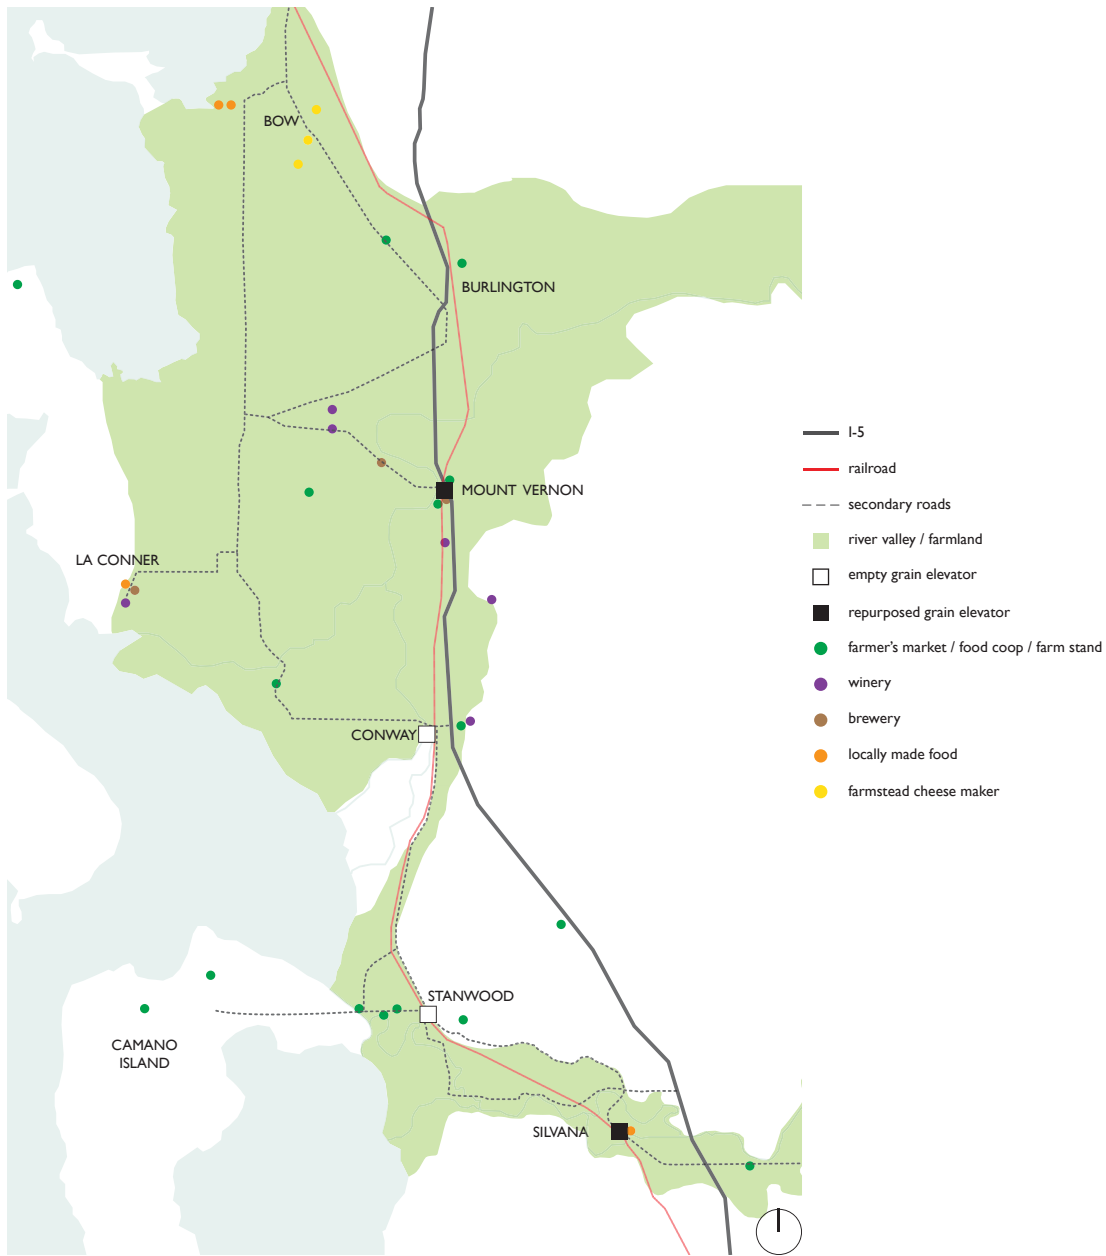 BOW
BURLINGTON
MOUNT VERNON
LA CONNER
CONWAY
STANWOOD
CAMANO
ISLAND
SILVANA
I-5
railroad
secondary roads
river valley / farmland
empty grain elevator
repurposed grain elevator
farmer's market / food coop / farm stand
winery
brewery
locally made food
farmstead cheese maker